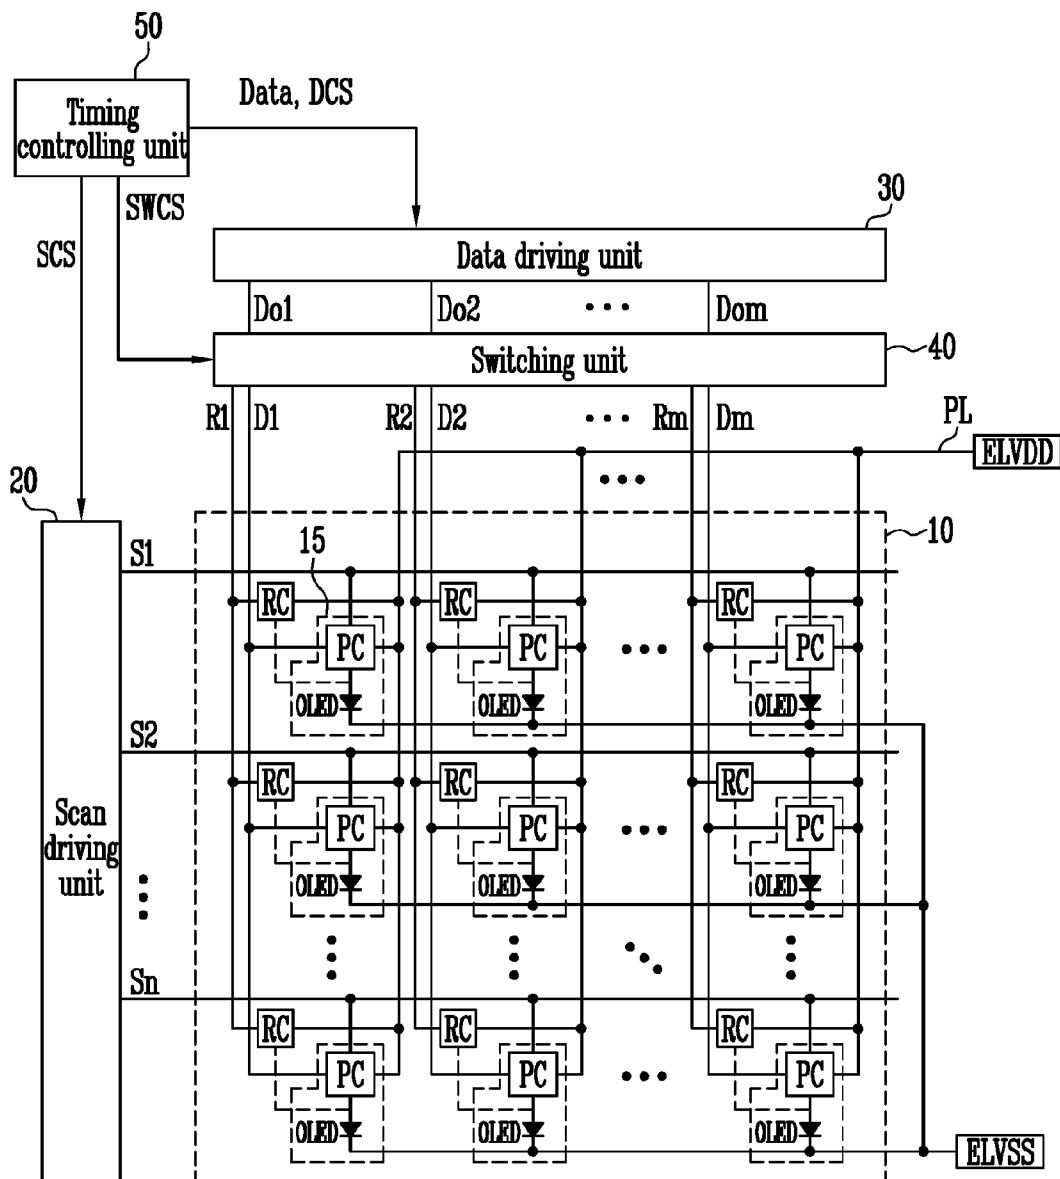 50
Timing
controlling unit
Data, DCS
SWCS
SCS
30
Data driving unit
Do1 Do2 Dom
Switching unit
40
R1 D1 R2 D2 Rm Dm
PL
ELVDD
20
10
S1
15
RC RC RC
PC PC PC
OLED OLED OLED
S2
RC RC RC
PC PC PC
OLED OLED OLED
Scan
driving
unit
Sn
RC RC RC
PC PC PC
OLED OLED OLED
ELVSS